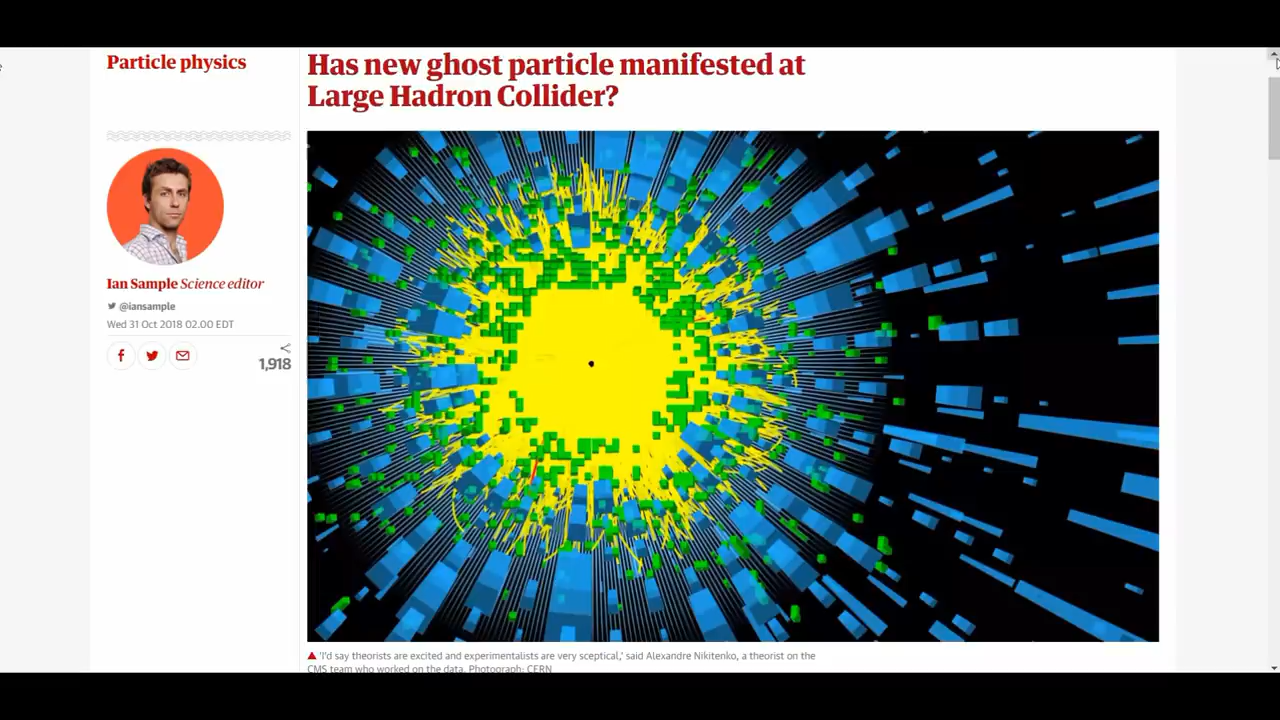 Particle physics
Has new ghost particle manifested at
Large Hadron Collider?
Ian Sample Science editor
@iansample
Wed 31 Oct 2018 02.00 EDT
1,918
'I'd say theorists are excited and experimentalists are very sceptical,' said Alexandre Nikitenko, a theorist on the
CMS team who worked on the data. Photograph: CERN